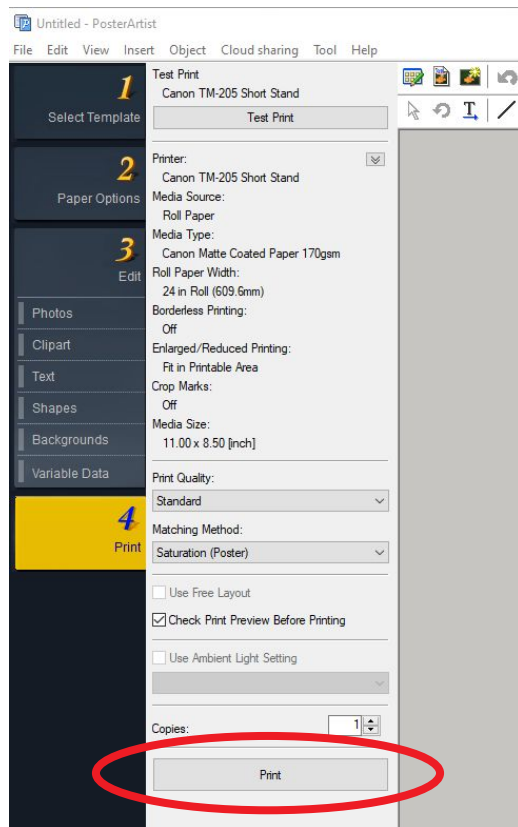 Untitled - PosterArtist
File Edit View Insert Object Cloud sharing Tool Help
1
Select Template
2
Paper Options
3
Edit
Photos
Clipart
Text
Shapes
Backgrounds
Variable Data
4
Print
Test Print
Canon TM-205 Short Stand
Test Print
Printer:
Canon TM-205 Short Stand
Media Source:
Roll Paper
Media Type:
Canon Matte Coated Paper 170gsm
Roll Paper Width:
24 in Roll (609.6mm)
Borderless Printing:
Off
Enlarged/Reduced Printing:
Fit in Printable Area
Crop Marks:
Off
Media Size:
11.00 x 8.50 [inch]
Print Quality:
Standard
Matching Method:
Saturation (Poster)
Use Free Layout
Check Print Preview Before Printing
Use Ambient Light Setting
Copies: 1
Print